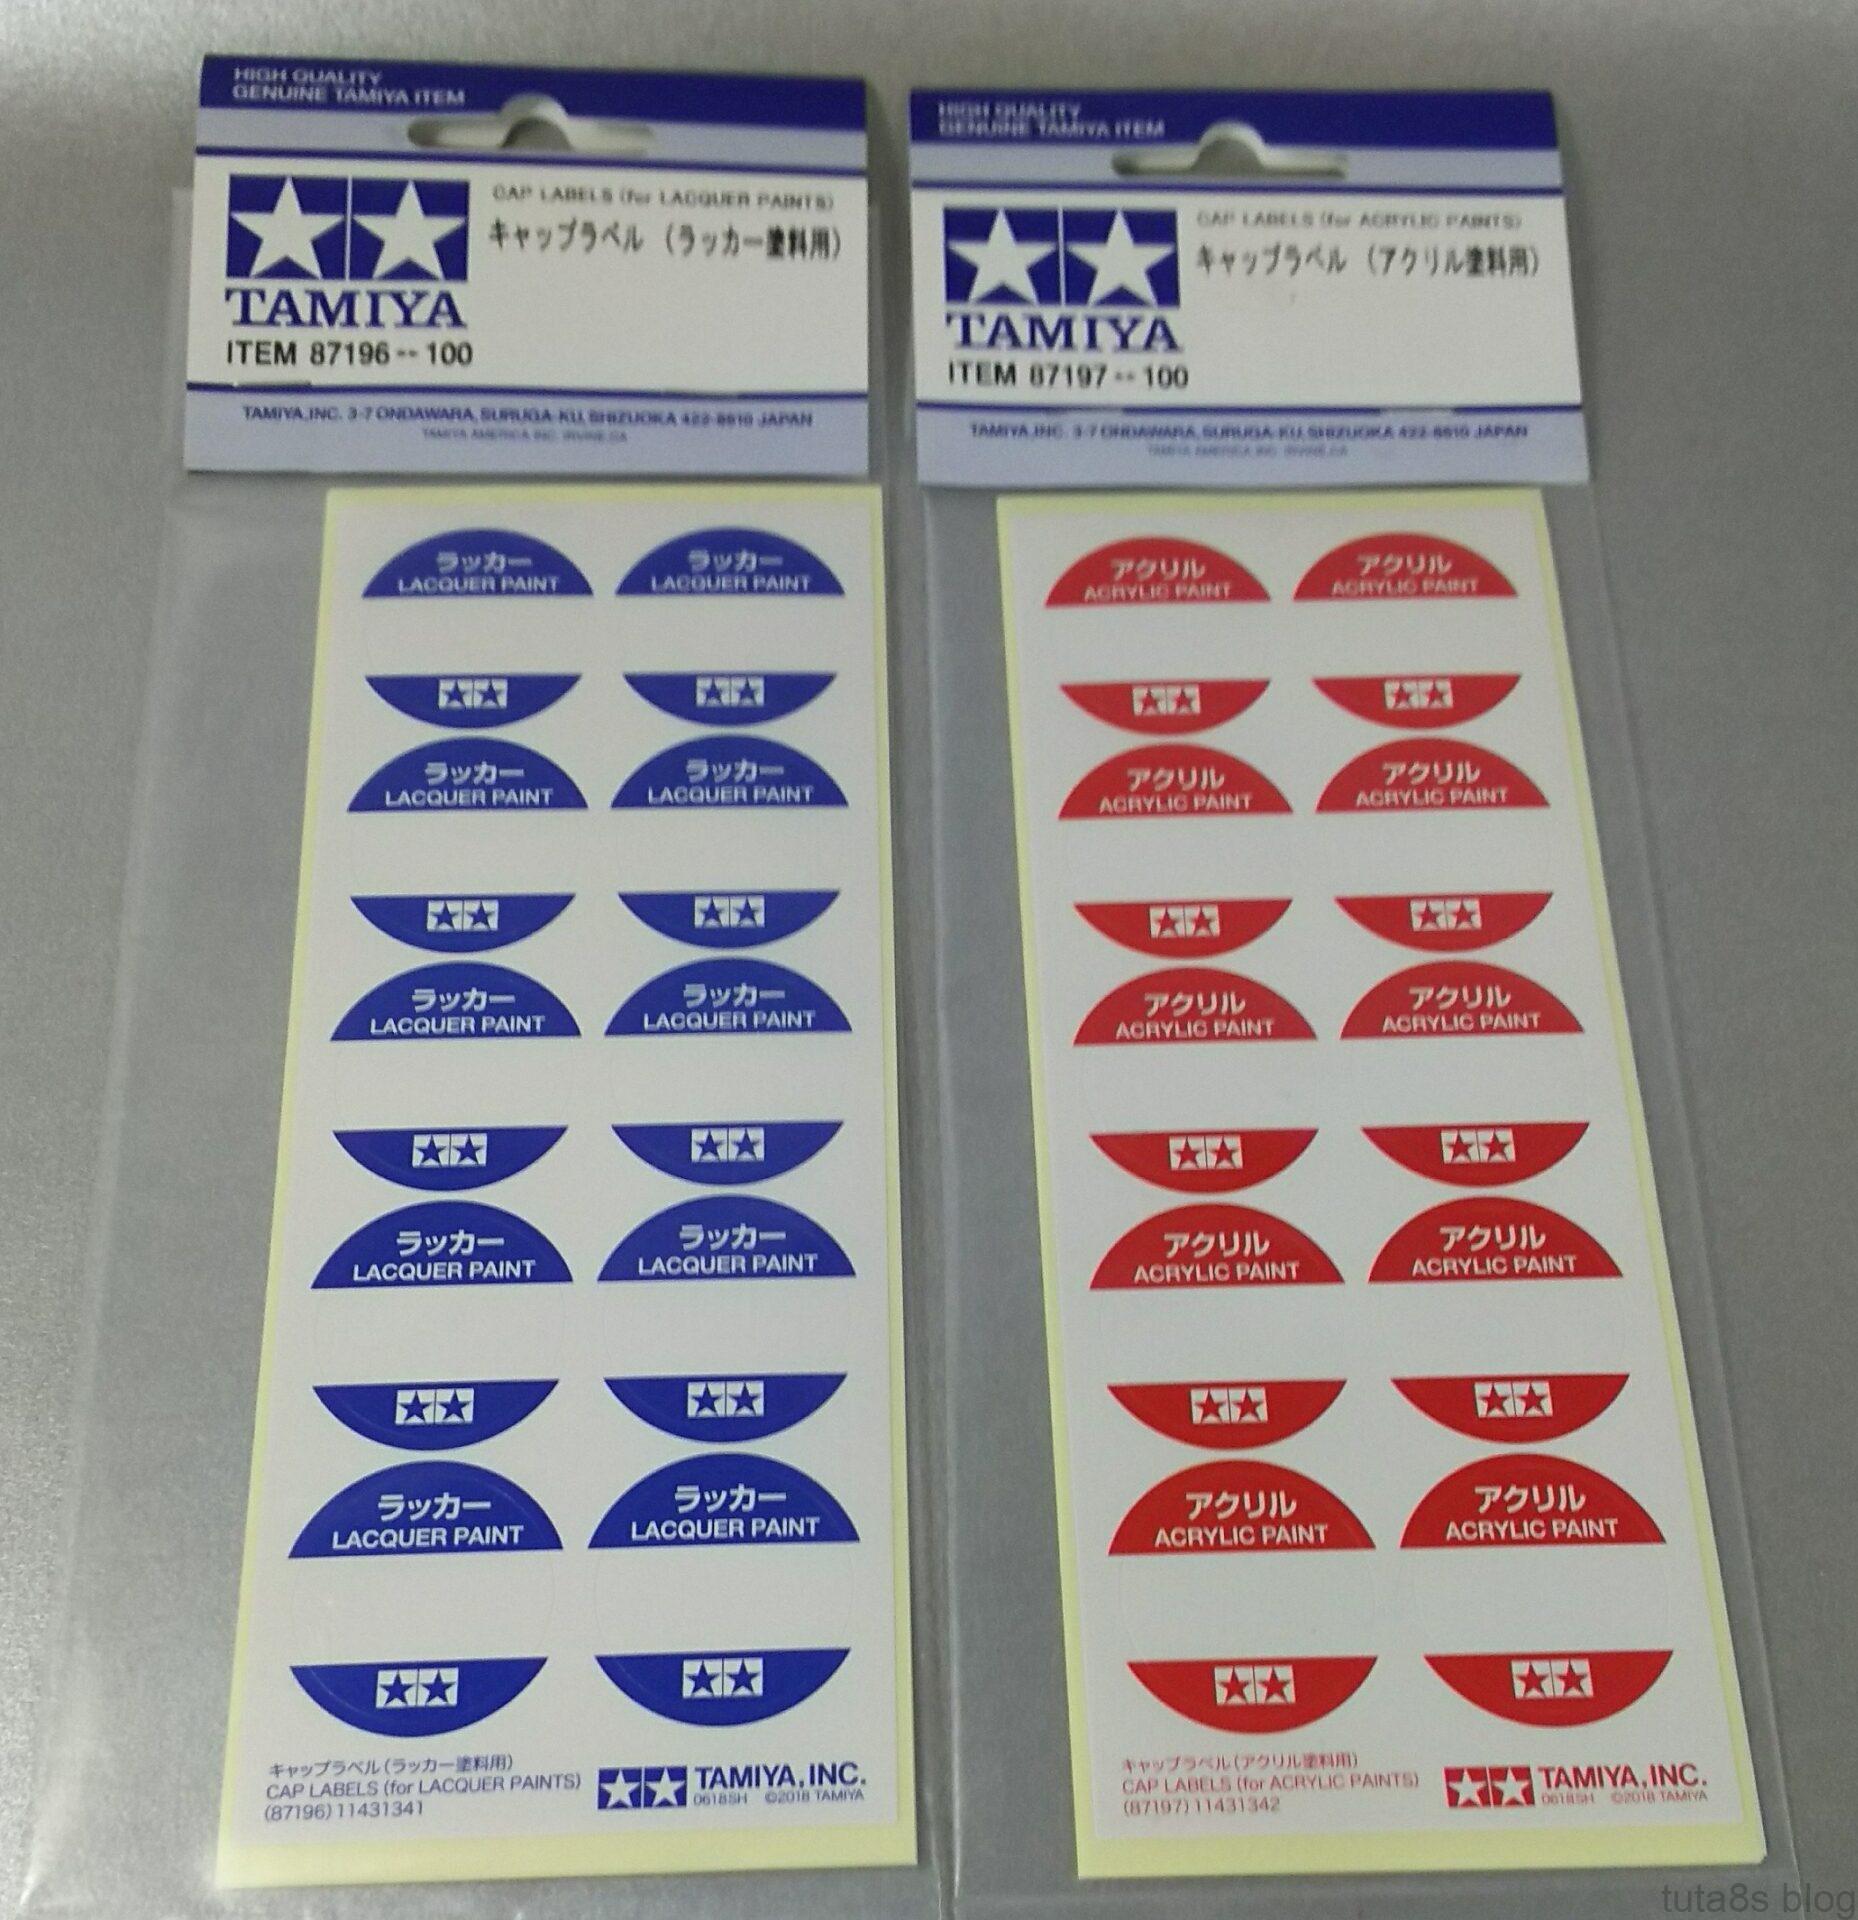 HIGH QUALITY
GENUINE TAMIYA ITEM
CAP LABELS (for LACQUER PAINTS)
キャップラベル（ラッカー塗料用）
TAMIYA
ITEM 87196--100
TAMIYA, INC. 3-7 ONDAWARA, SURUGA-KU, SHIZUOKA 422-8610 JAPAN
TAMIYA AMERICA INC. IRVINE, CA
HIGH QUALITY
GENUINE TAMIYA ITEM
CAP LABELS (for ACRYLIC PAINTS)
キャップラベル（アクリル塗料用）
TAMIYA
ITEM 87197--100
TAMIYA, INC. 3-7 ONDAWARA, SURUGA-KU, SHIZUOKA 422-8610 JAPAN
TAMIYA AMERICA INC. IRVINE, CA
ラッカー
LACQUER PAINT
ラッカー
LACQUER PAINT
ラッカー
LACQUER PAINT
ラッカー
LACQUER PAINT
ラッカー
LACQUER PAINT
ラッカー
LACQUER PAINT
ラッカー
LACQUER PAINT
ラッカー
LACQUER PAINT
ラッカー
LACQUER PAINT
ラッカー
LACQUER PAINT
キャップラベル（ラッカー塗料用）
CAP LABELS (for LACQUER PAINTS)
(87196) 11431341
TAMIYA, INC.
0618SH ©2018 TAMIYA
アクリル
ACRYLIC PAINT
アクリル
ACRYLIC PAINT
アクリル
ACRYLIC PAINT
アクリル
ACRYLIC PAINT
アクリル
ACRYLIC PAINT
アクリル
ACRYLIC PAINT
アクリル
ACRYLIC PAINT
アクリル
ACRYLIC PAINT
アクリル
ACRYLIC PAINT
アクリル
ACRYLIC PAINT
キャップラベル（アクリル塗料用）
CAP LABELS (for ACRYLIC PAINTS)
(87197) 11431342
TAMIYA, INC.
0618SH ©2018 TAMIYA
tuta8s blog